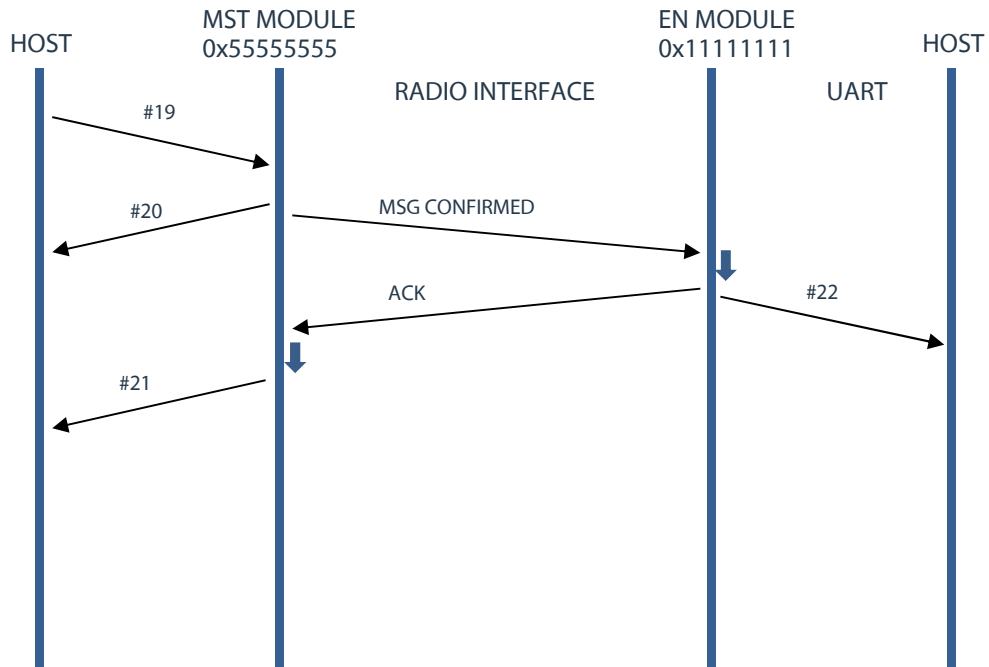 MST MODULE
0x55555555
EN MODULE
0x11111111
HOST
HOST
RADIO INTERFACE
UART
#19
#20
MSG CONFIRMED
ACK
#22
#21